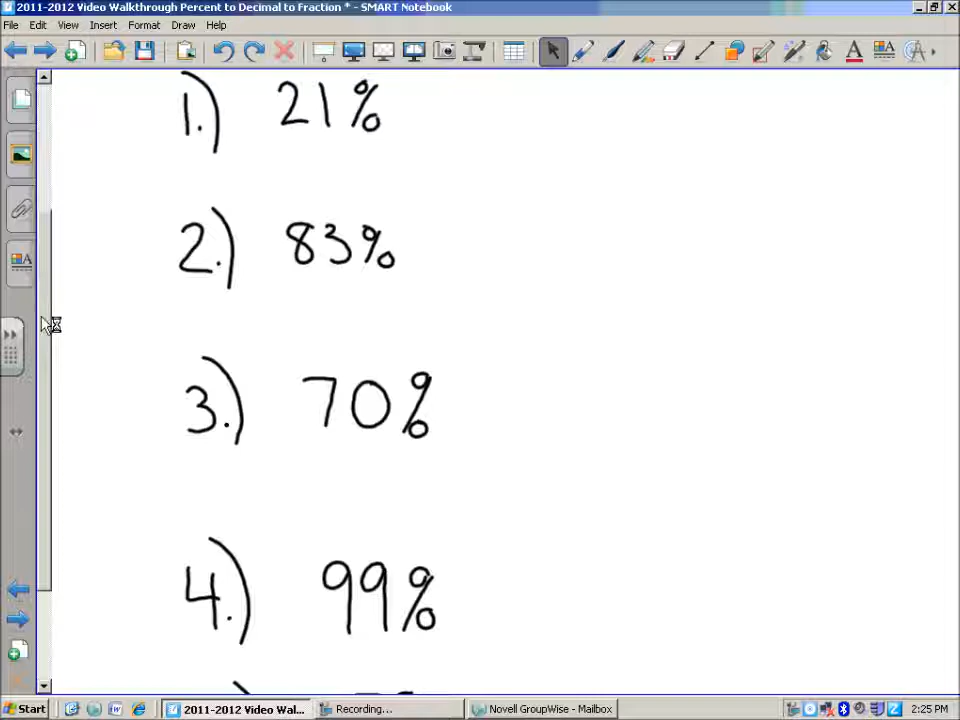 2011-2012 Video Walkthrough Percent to Decimal to Fraction * - SMART Notebook
File Edit View Insert Format Draw Help
1.) 21%
2.) 83%
3.) 70%
4.) 99%
Start 2011-2012 Video Wal... Recording... Novell GroupWise - Mailbox 2:25 PM